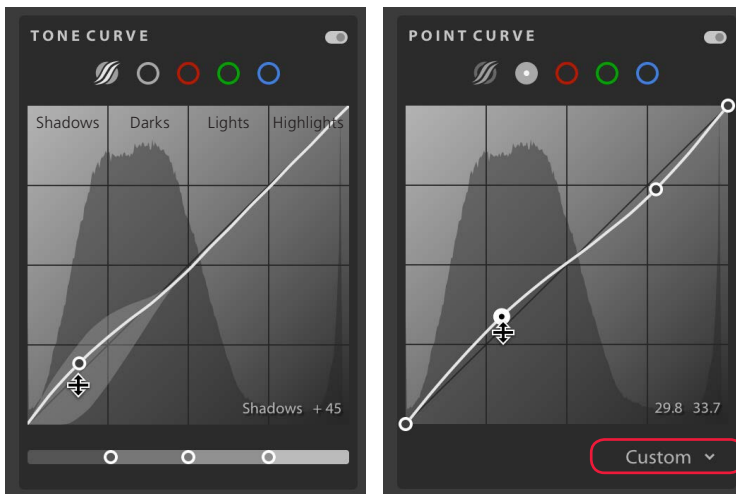 TONE CURVE
Shadows Darks Lights Highlights
Shadows + 45
POINT CURVE
29.8 33.7
Custom